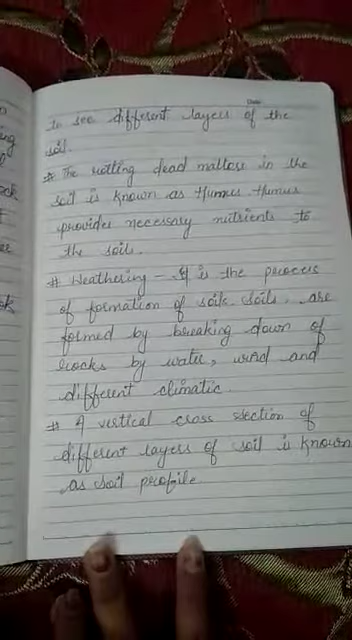 Date
to see different layers of the
soil.
# The rotting dead mattose in the
soil is known as Humus. Humus
provides necessary nutrients to
the soil.
# Weathering - It is the process
of formation of soil. Soils are
formed by breaking down of
rocks by water, wind and
different climatic.
# A vertical cross section of
different layers of soil is known
as soil profile